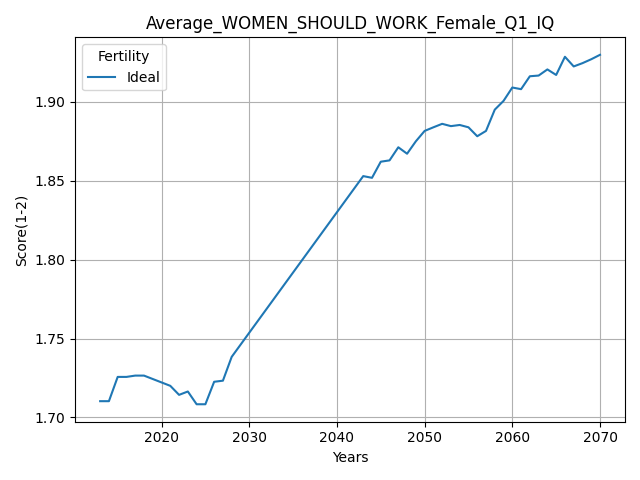 Average_WOMEN_SHOULD_WORK_Female_Q1_IQ
Fertility
Ideal
Score(1-2)
1.90
1.85
1.80
1.75
1.70
2020 2030 2040 2050 2060 2070
Years